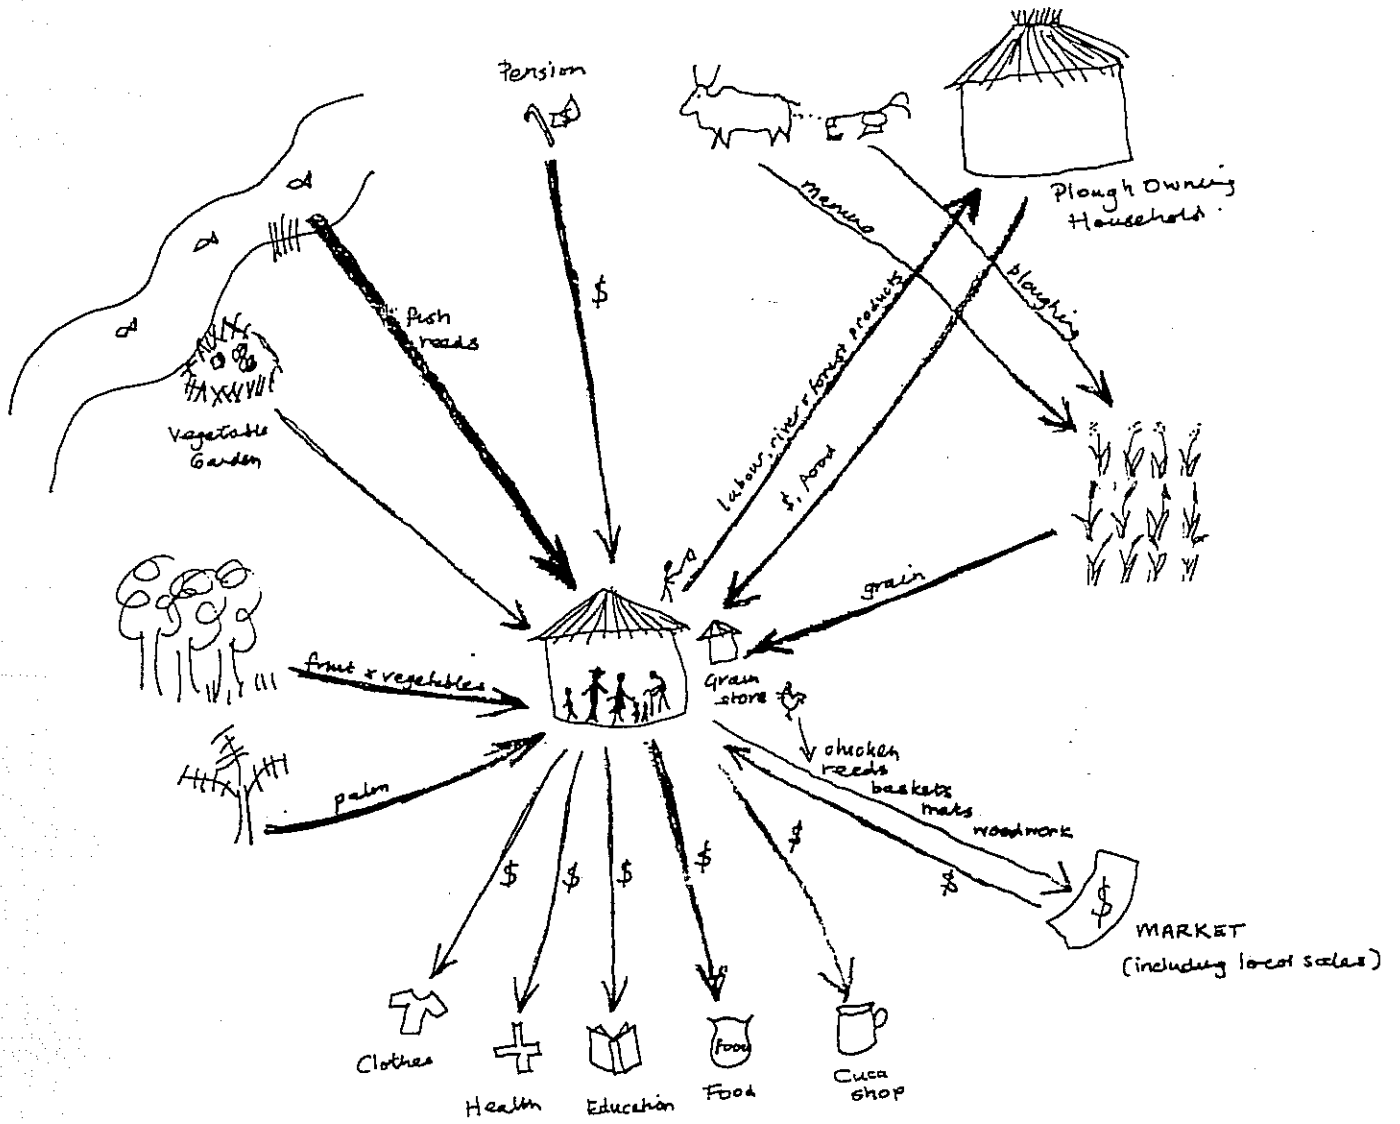 Pension
$
Plough Owning
Household.
Manure
ploughing
labour, river & forest products
$, food
$
fish
reeds
Vegetable
Garden
grain
fruit & vegetables
palm
Grain
store
chicken
reeds
baskets
mats
woodwork
$
$
$
$
$
$
$
MARKET
(including local sales)
Clothes
Health
Education
Food
Food
Cuca
shop